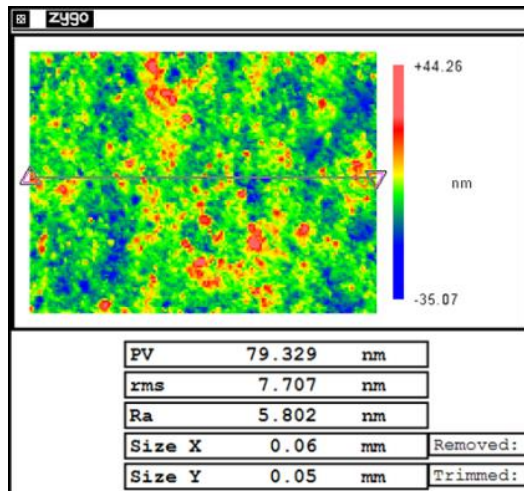 zygo
+44.26
nm
-35.07
PV 79.329 nm
rms 7.707 nm
Ra 5.802 nm
Size X 0.06 mm Removed:
Size Y 0.05 mm Trimmed: